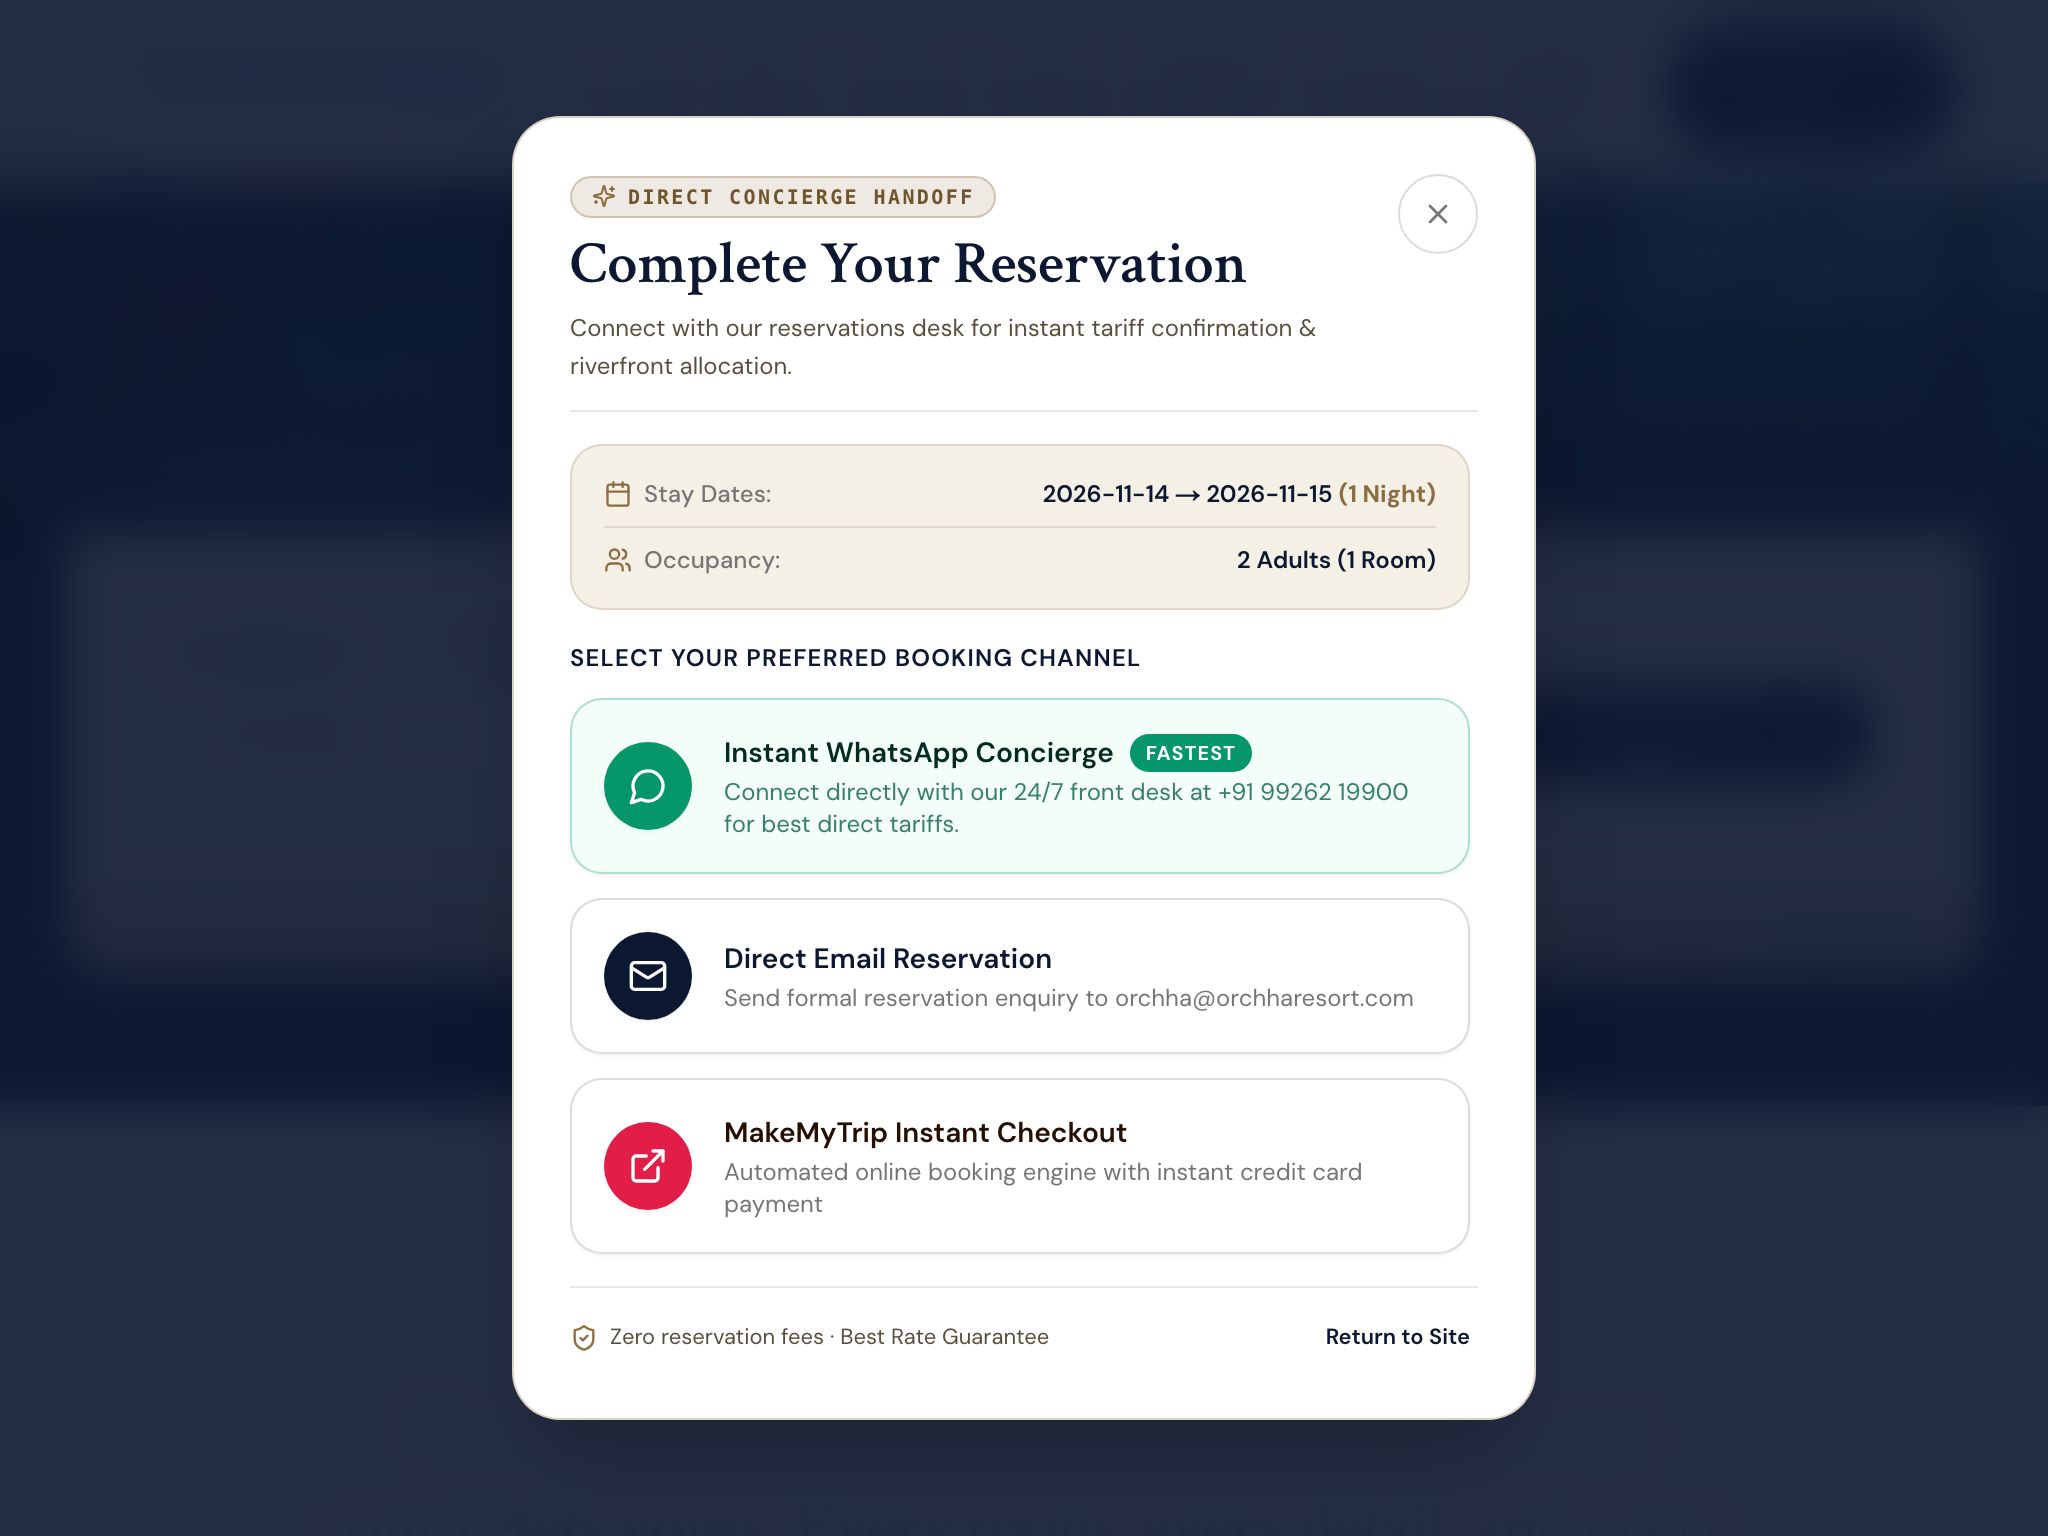 DIRECT CONCIERGE HANDOFF
Complete Your Reservation
Connect with our reservations desk for instant tariff confirmation &
riverfront allocation.
Stay Dates: 2026-11-14 → 2026-11-15 (1 Night)
Occupancy: 2 Adults (1 Room)
SELECT YOUR PREFERRED BOOKING CHANNEL
Instant WhatsApp Concierge FASTEST
Connect directly with our 24/7 front desk at +91 99262 19900
for best direct tariffs.
Direct Email Reservation
Send formal reservation enquiry to orchha@orchharesort.com
MakeMyTrip Instant Checkout
Automated online booking engine with instant credit card
payment
Zero reservation fees · Best Rate Guarantee
Return to Site